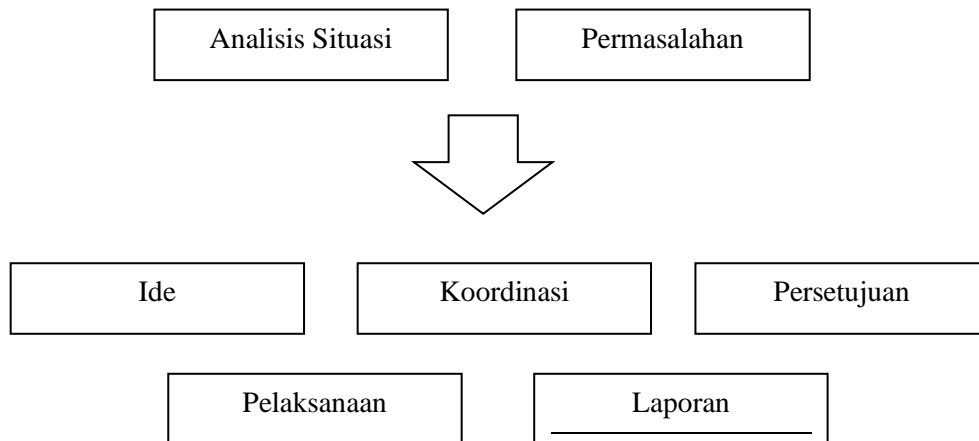 Analisis Situasi
Permasalahan
Ide
Koordinasi
Persetujuan
Pelaksanaan
Laporan